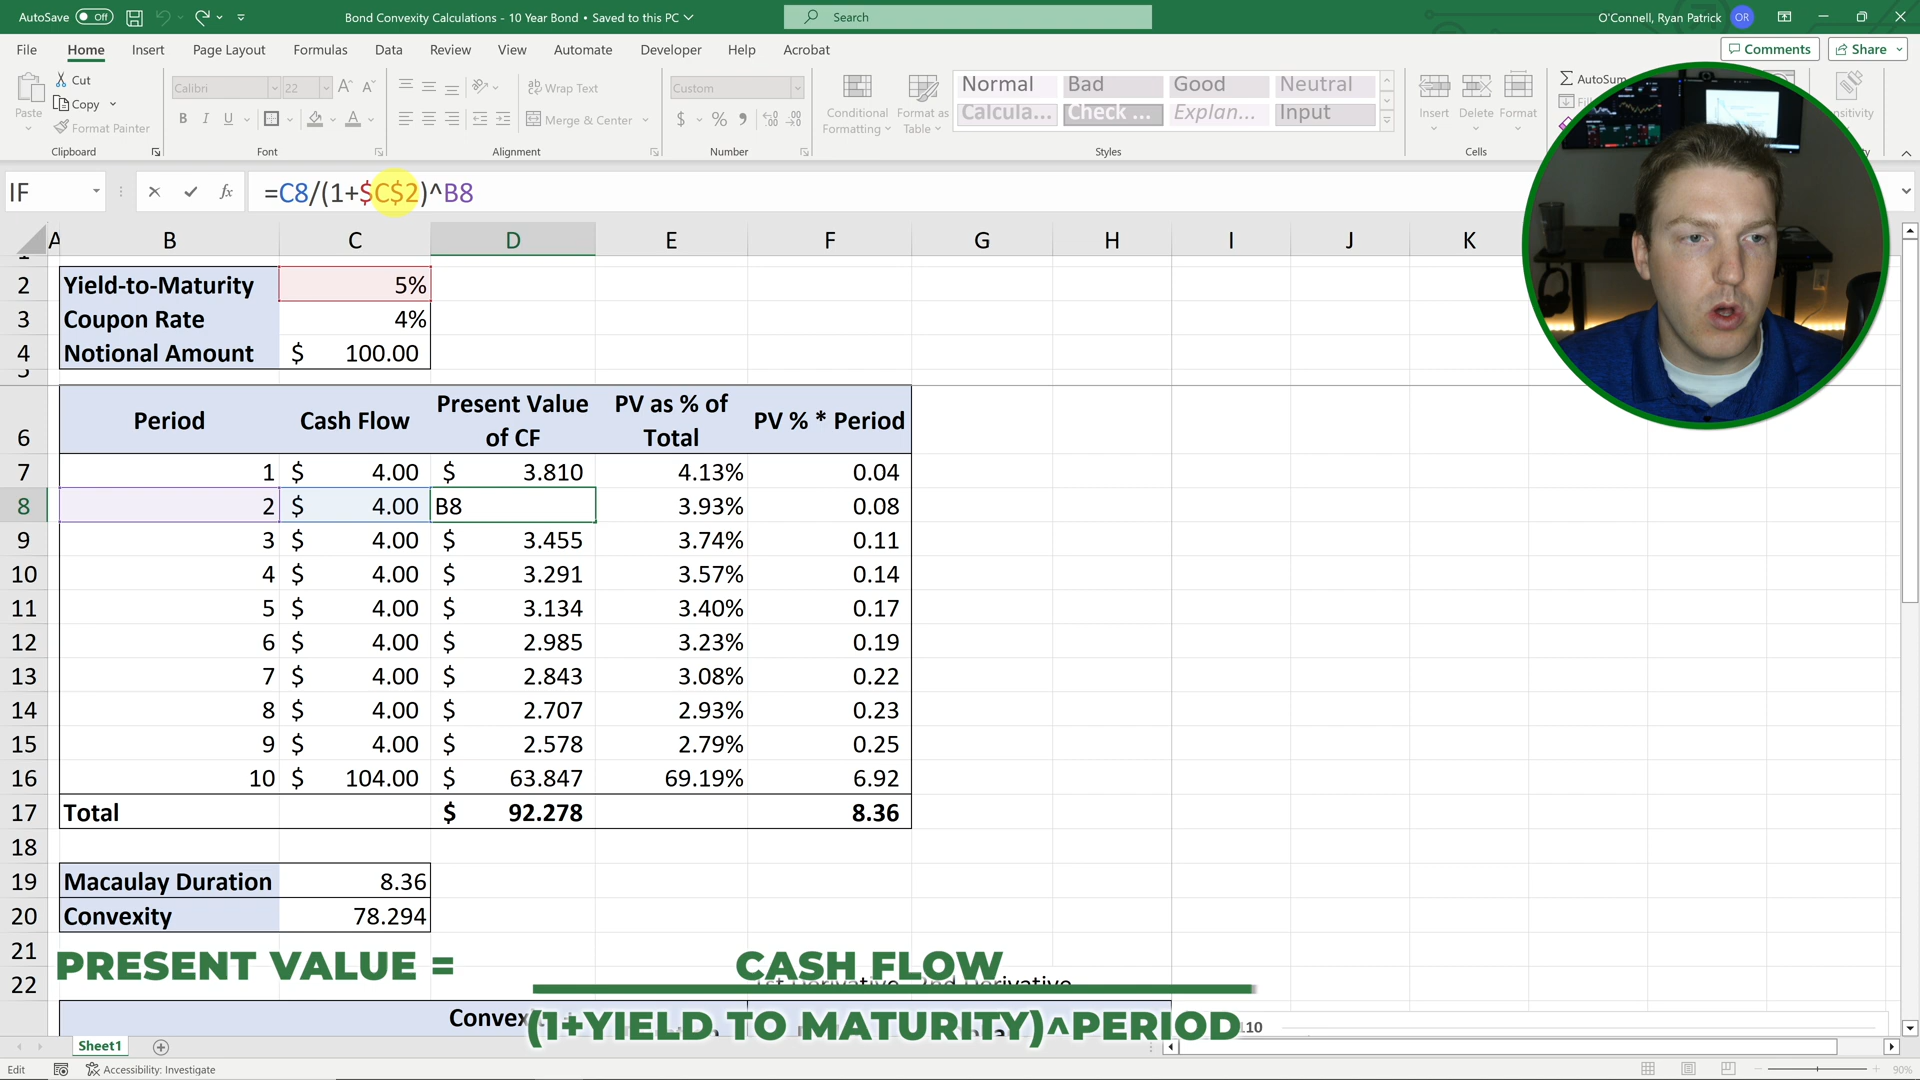 AutoSave Off Bond Convexity Calculations - 10 Year Bond • Saved to this PC Search O'Connell, Ryan Patrick OR
File Home Insert Page Layout Formulas Data Review View Automate Developer Help Acrobat Comments Share
Paste Cut Copy Format Painter
Calibri 22 B I U A
Wrap Text Merge & Center
Custom $ % 9
Conditional Formatting Format as Table
Normal Bad Good Neutral
Calcula... Check ... Explan... Input
Insert Delete Format AutoSum
Clipboard Font Alignment Number Styles Cells
IF fx =C8/(1+$C$2)^B8
A B C D E F G H I J K
2 Yield-to-Maturity 5%
3 Coupon Rate 4%
4 Notional Amount $ 100.00
5
6 Period Cash Flow Present Value of CF PV as % of Total PV % * Period
7 1 $ 4.00 $ 3.810 4.13% 0.04
8 2 $ 4.00 B8 3.93% 0.08
9 3 $ 4.00 $ 3.455 3.74% 0.11
10 4 $ 4.00 $ 3.291 3.57% 0.14
11 5 $ 4.00 $ 3.134 3.40% 0.17
12 6 $ 4.00 $ 2.985 3.23% 0.19
13 7 $ 4.00 $ 2.843 3.08% 0.22
14 8 $ 4.00 $ 2.707 2.93% 0.23
15 9 $ 4.00 $ 2.578 2.79% 0.25
16 10 $ 104.00 $ 63.847 69.19% 6.92
17 Total $ 92.278 8.36
18
19 Macaulay Duration 8.36
20 Convexity 78.294
21
22
PRESENT VALUE = CASH FLOW
(1+YIELD TO MATURITY)^PERIOD
110
Sheet1
Edit Accessibility: Investigate 90%